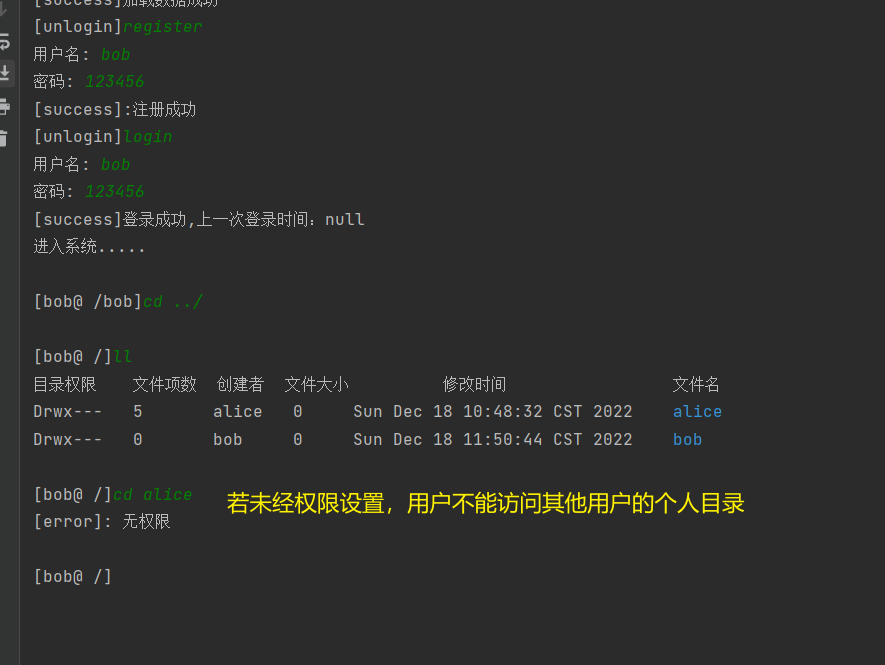 [success]加载数据成功
[unlogin]register
用户名: bob
密码: 123456
[success]:注册成功
[unlogin]login
用户名: bob
密码: 123456
[success]登录成功,上一次登录时间: null
进入系统.....
[bob@ /bob]cd ../
[bob@ /]ll
目录权限 文件项数 创建者 文件大小 修改时间 文件名
Drwx--- 5 alice 0 Sun Dec 18 10:48:32 CST 2022 alice
Drwx--- 0 bob 0 Sun Dec 18 11:50:44 CST 2022 bob
[bob@ /]cd alice
若未经权限设置，用户不能访问其他用户的个人目录
[error]: 无权限
[bob@ /]